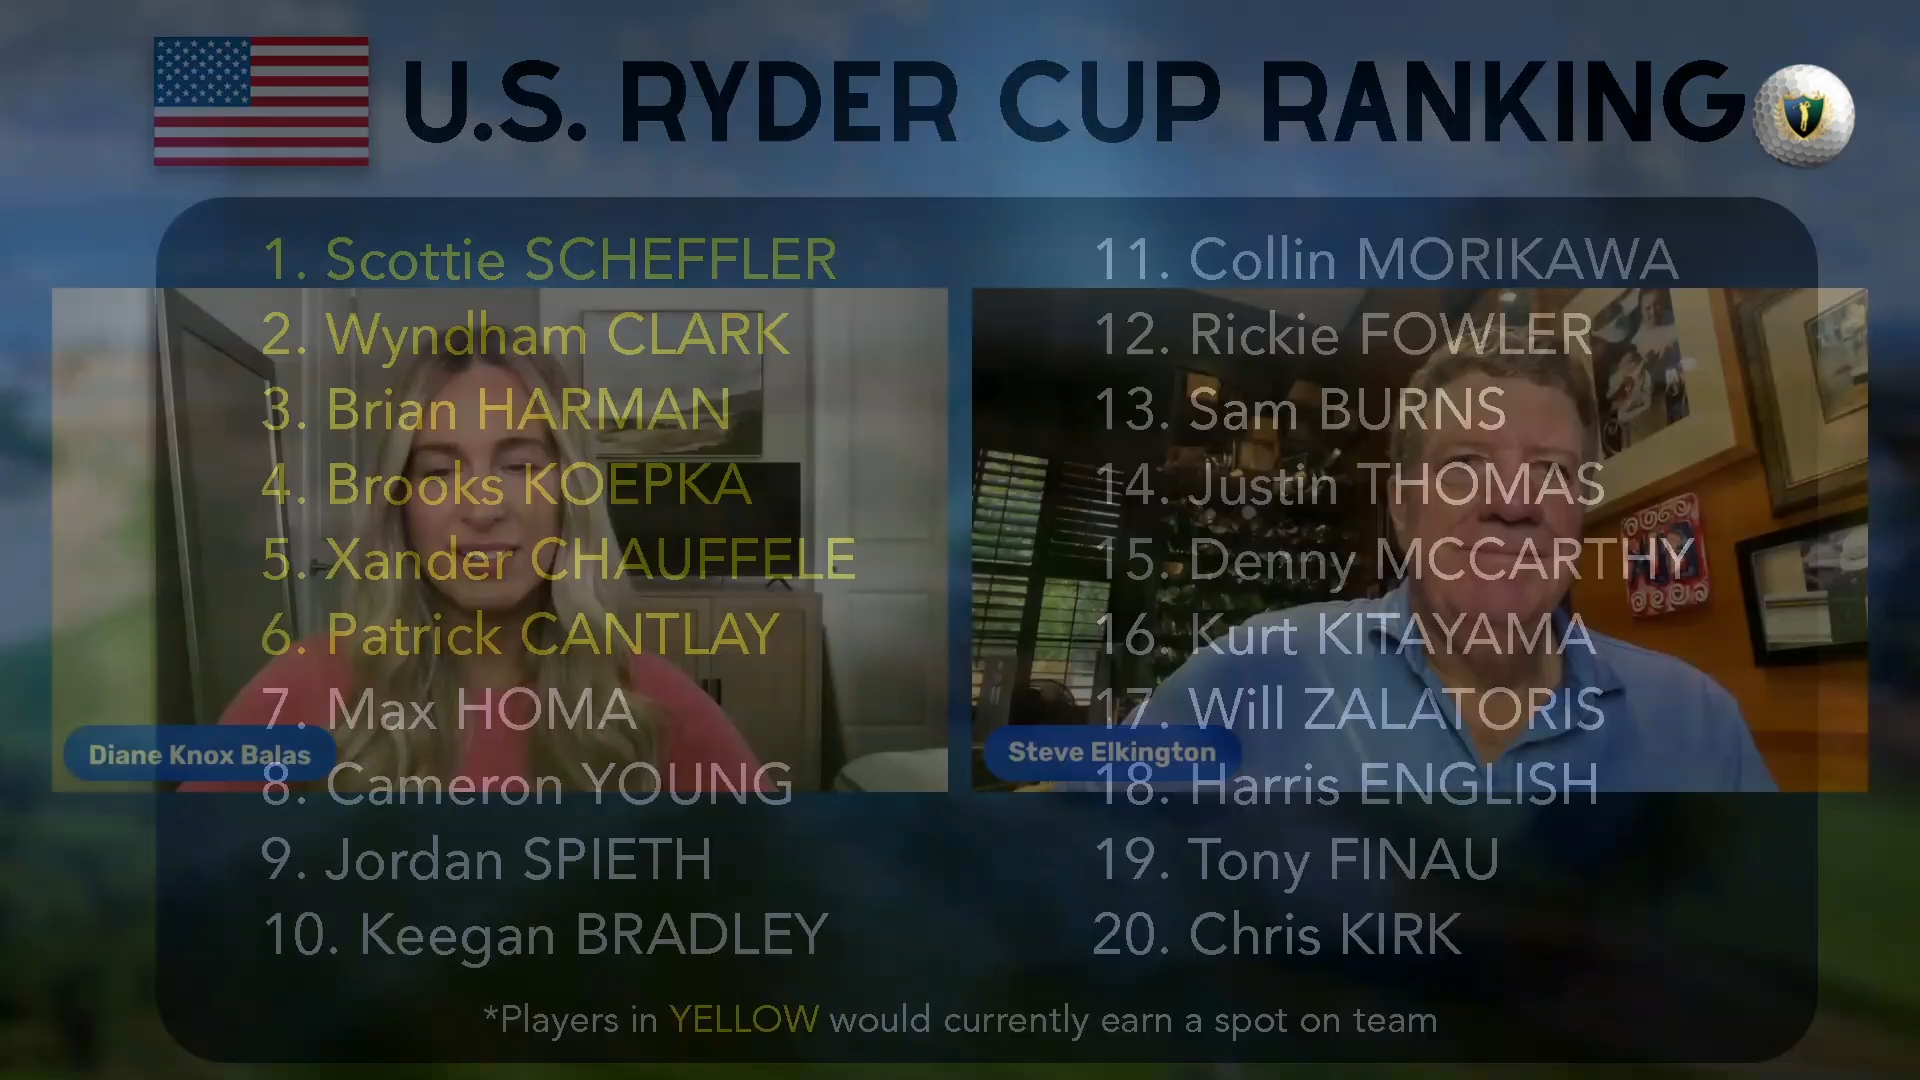 U.S. RYDER CUP RANKING
1. Scottie SCHEFFLER
2. Wyndham CLARK
3. Brian HARMAN
4. Brooks KOEPKA
5. Xander CHAUFFELE
6. Patrick CANTLAY
7. Max HOMA
8. Cameron YOUNG
9. Jordan SPIETH
10. Keegan BRADLEY
11. Collin MORIKAWA
12. Rickie FOWLER
13. Sam BURNS
14. Justin THOMAS
15. Denny MCCARTHY
16. Kurt KITAYAMA
17. Will ZALATORIS
18. Harris ENGLISH
19. Tony FINAU
20. Chris KIRK
*Players in YELLOW would currently earn a spot on team
Diane Knox Balas
Steve Elkington